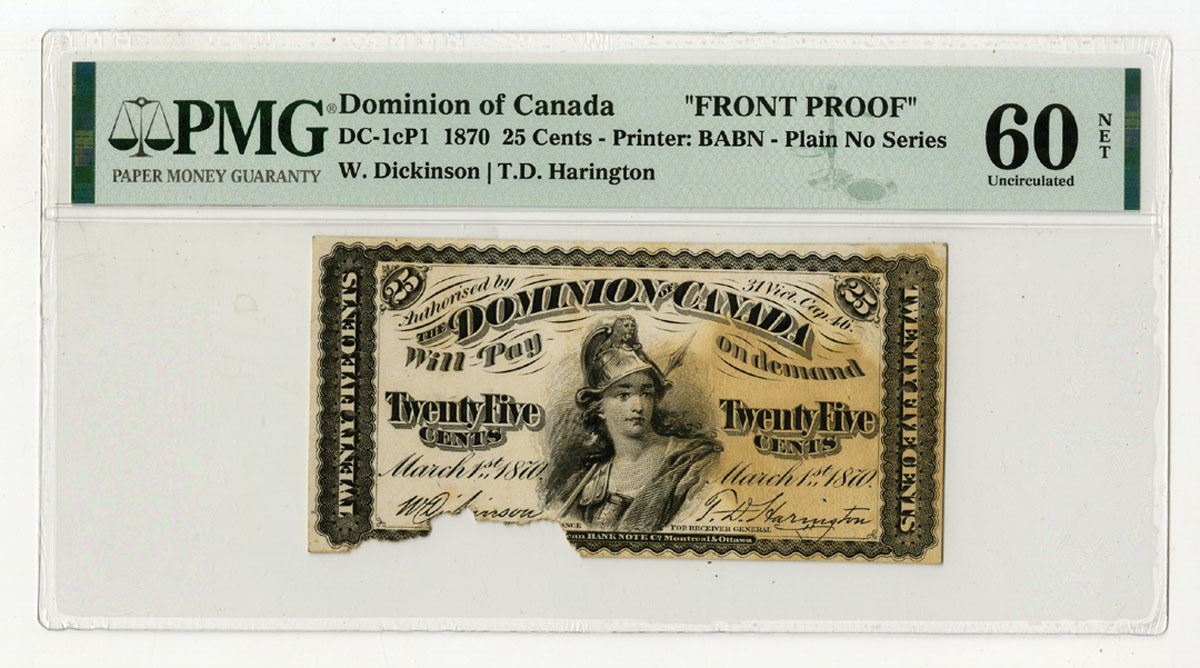 PMG®
PAPER MONEY GUARANTY
Dominion of Canada "FRONT PROOF"
DC-1cP1 1870 25 Cents - Printer: BABN - Plain No Series
W. Dickinson | T.D. Harington
60
NET
Uncirculated
25
25
Authorised by
31 Vict. Cap. 46.
THE DOMINION OF CANADA
Will Pay
on demand
TWENTY FIVE CENTS
TWENTY FIVE CENTS
Twenty Five
CENTS
Twenty Five
CENTS
March 1st 1870.
March 1st 1870.
W Dickinson
T. D. Harington
FOR RECEIVER GENERAL
BANK NOTE Co. Montreal & Ottawa